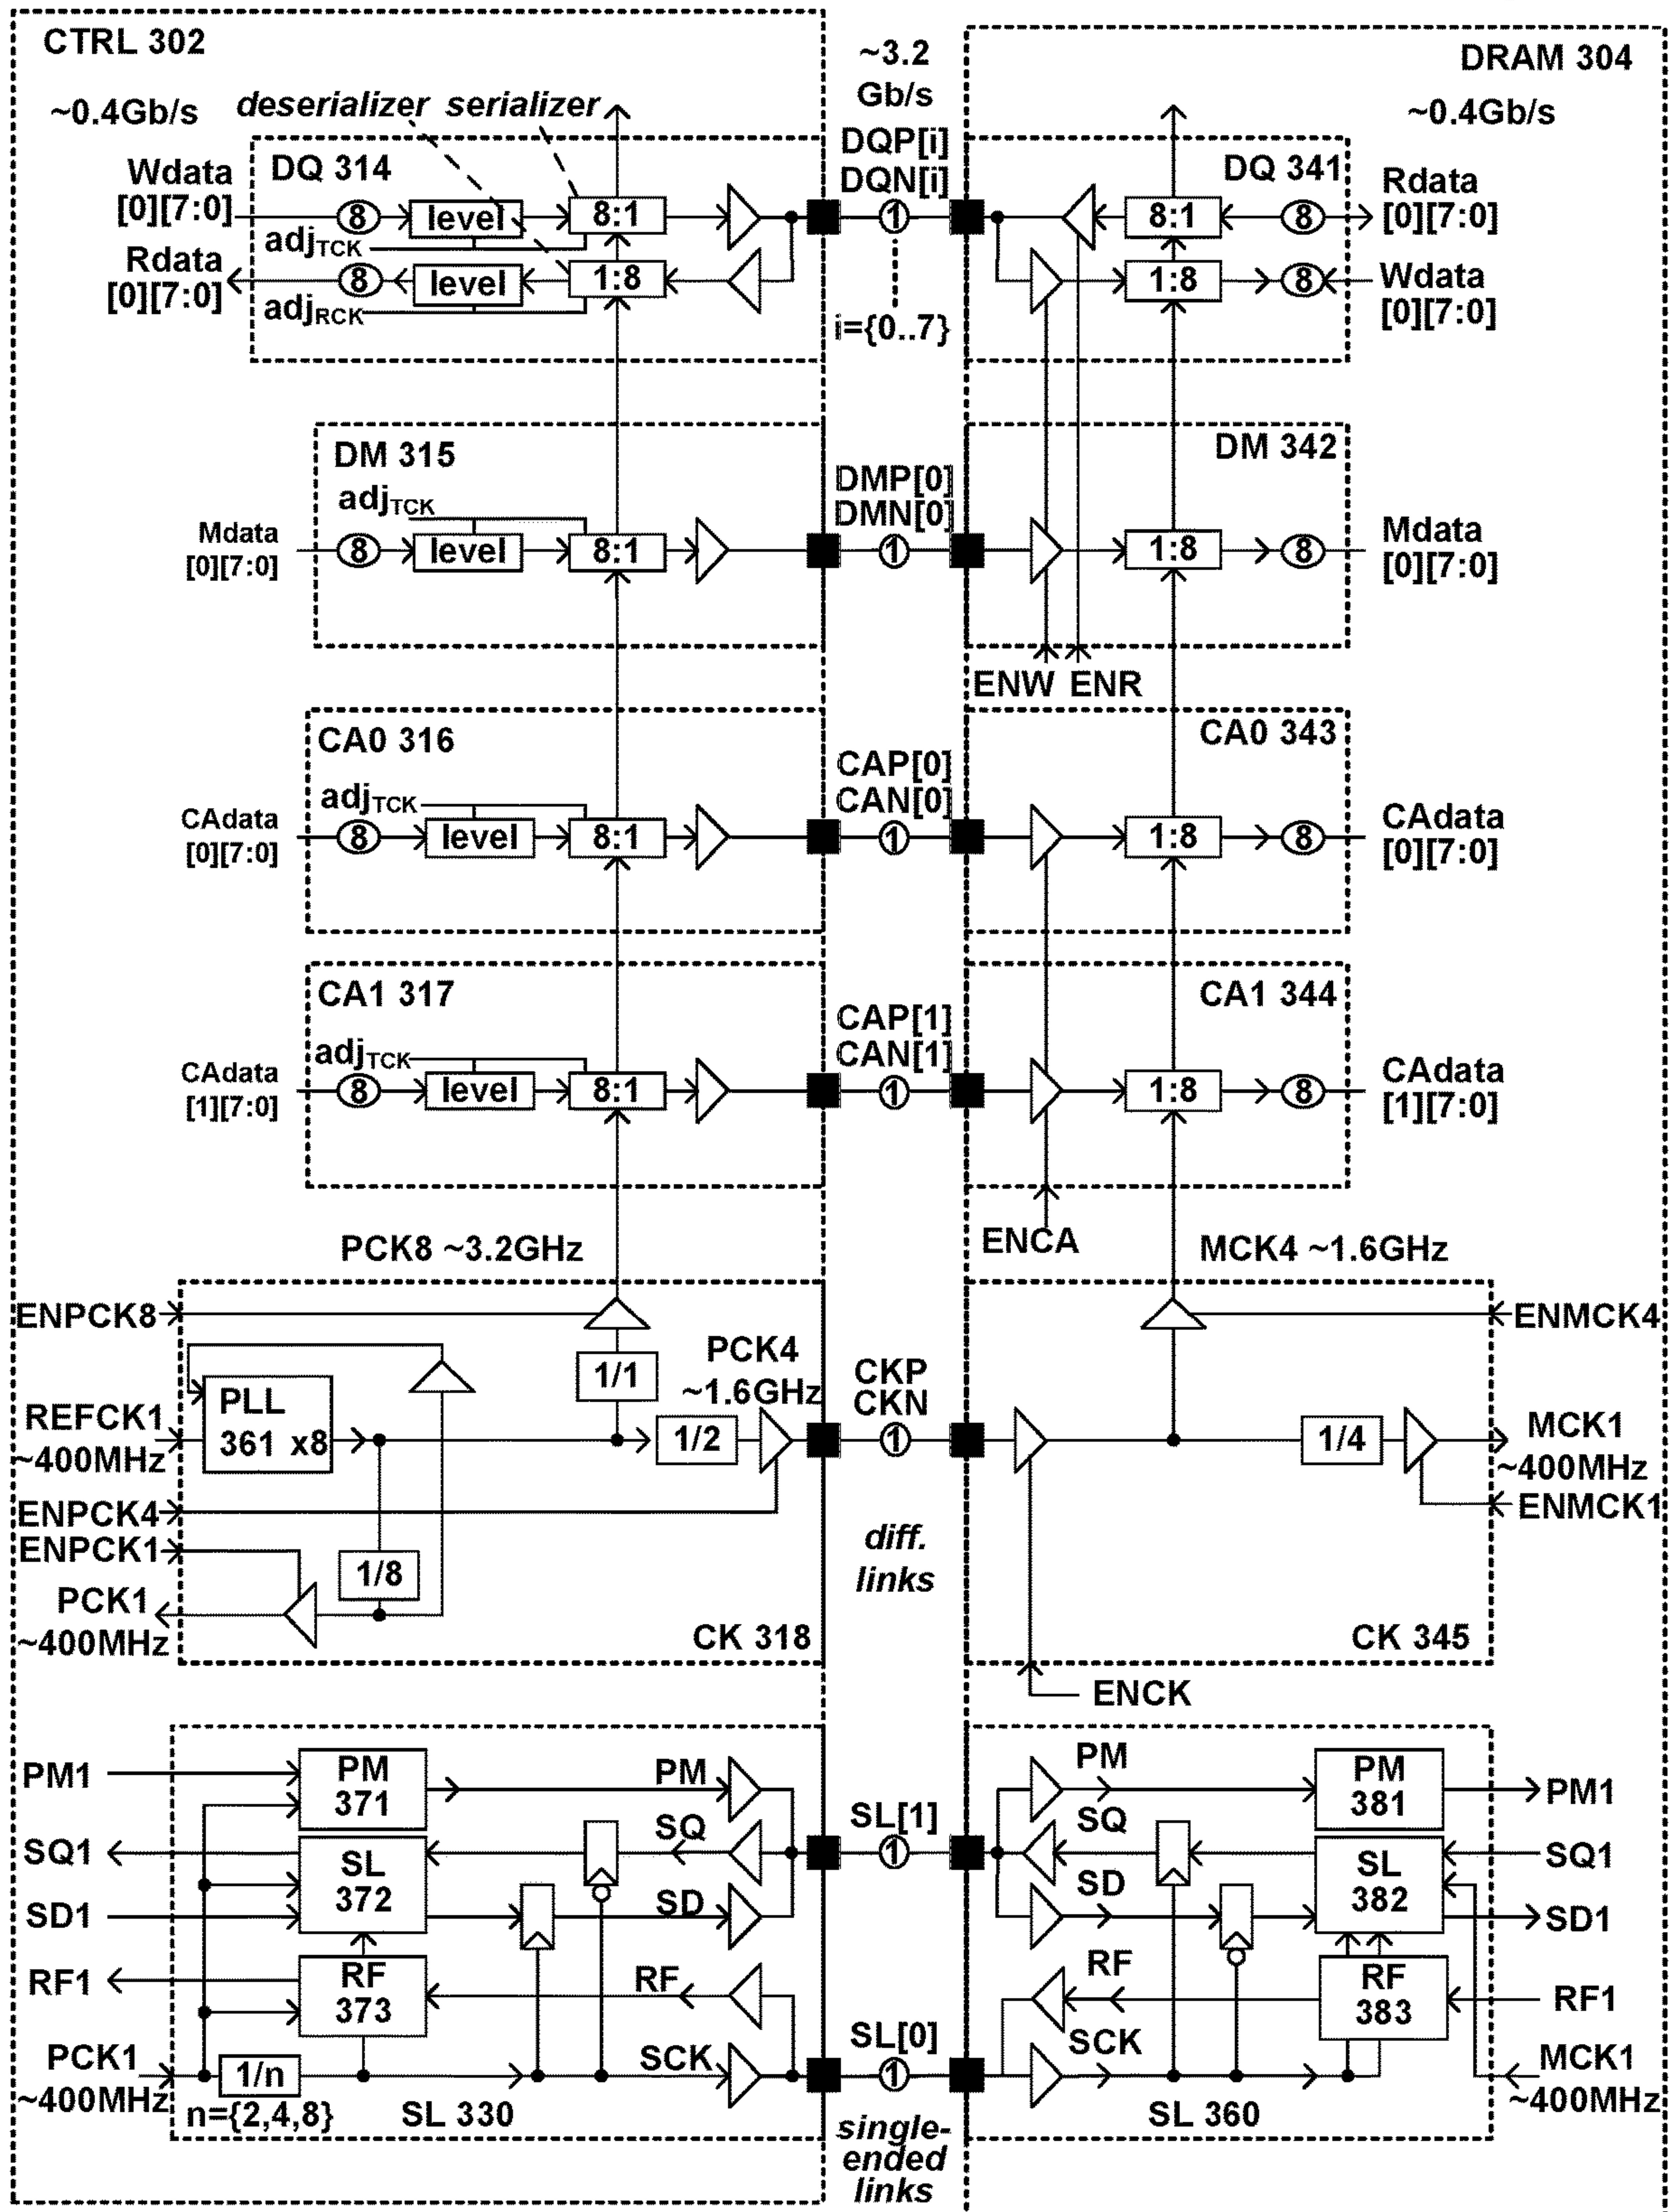 CTRL 302
~3.2
Gb/s
DRAM 304
~0.4Gb/s
deserializer serializer
~0.4Gb/s
DQP[i]
DQN[i]
Wdata
[0][7:0]
DQ 314
8
level
8:1
adjTCK
Rdata
[0][7:0]
8
level
1:8
adjRCK
1
i={0..7}
DQ 341
8:1
8
Rdata
[0][7:0]
1:8
8
Wdata
[0][7:0]
DM 315
adjTCK
Mdata
[0][7:0]
8
level
8:1
DMP[0]
DMN[0]
1
DM 342
1:8
8
Mdata
[0][7:0]
ENW ENR
CA0 316
adjTCK
CAdata
[0][7:0]
8
level
8:1
CAP[0]
CAN[0]
1
CA0 343
1:8
8
CAdata
[0][7:0]
CA1 317
adjTCK
CAdata
[1][7:0]
8
level
8:1
CAP[1]
CAN[1]
1
CA1 344
1:8
8
CAdata
[1][7:0]
ENCA
PCK8 ~3.2GHz
MCK4 ~1.6GHz
ENPCK8
PLL
361 x8
REFCK1
~400MHz
1/1
PCK4
~1.6GHz
1/2
ENPCK4
ENPCK1
1/8
PCK1
~400MHz
CK 318
CKP
CKN
1
diff.
links
ENMCK4
1/4
MCK1
~400MHz
ENMCK1
CK 345
ENCK
PM1
PM
371
PM
SQ1
SL
372
SQ
SD1
SD
RF1
RF
373
RF
PCK1
~400MHz
1/n
n={2,4,8}
SCK
SL 330
SL[1]
1
SL[0]
1
single-
ended
links
PM
PM
381
PM1
SQ
SL
382
SQ1
SD
SD1
RF
RF
383
RF1
SCK
MCK1
~400MHz
SL 360